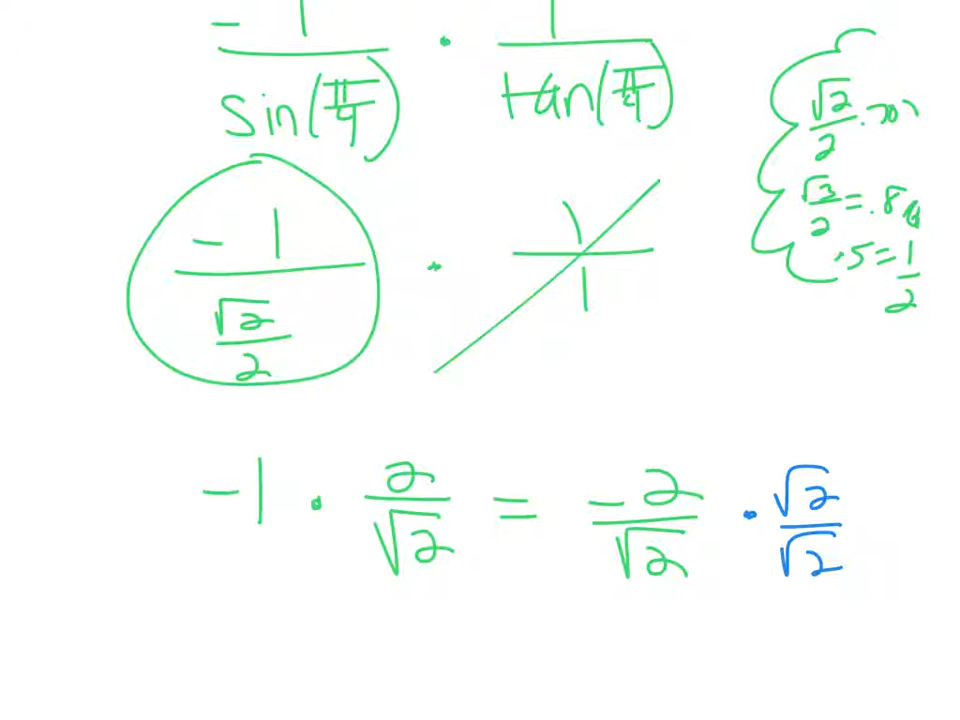 -1/sin(π/4) · 1/tan(π/4)
√2/2 .707
√3/2 = .86
.5 = 1/2
-1/(√2/2) · 1/1
-1 · 2/√2 = -2/√2 · √2/√2